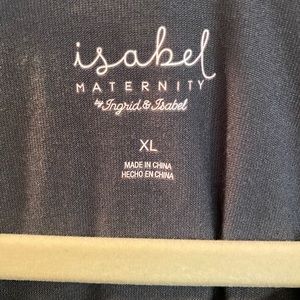 isabel
MATERNITY
by Ingrid & Isabel
XL
MADE IN CHINA
HECHO EN CHINA